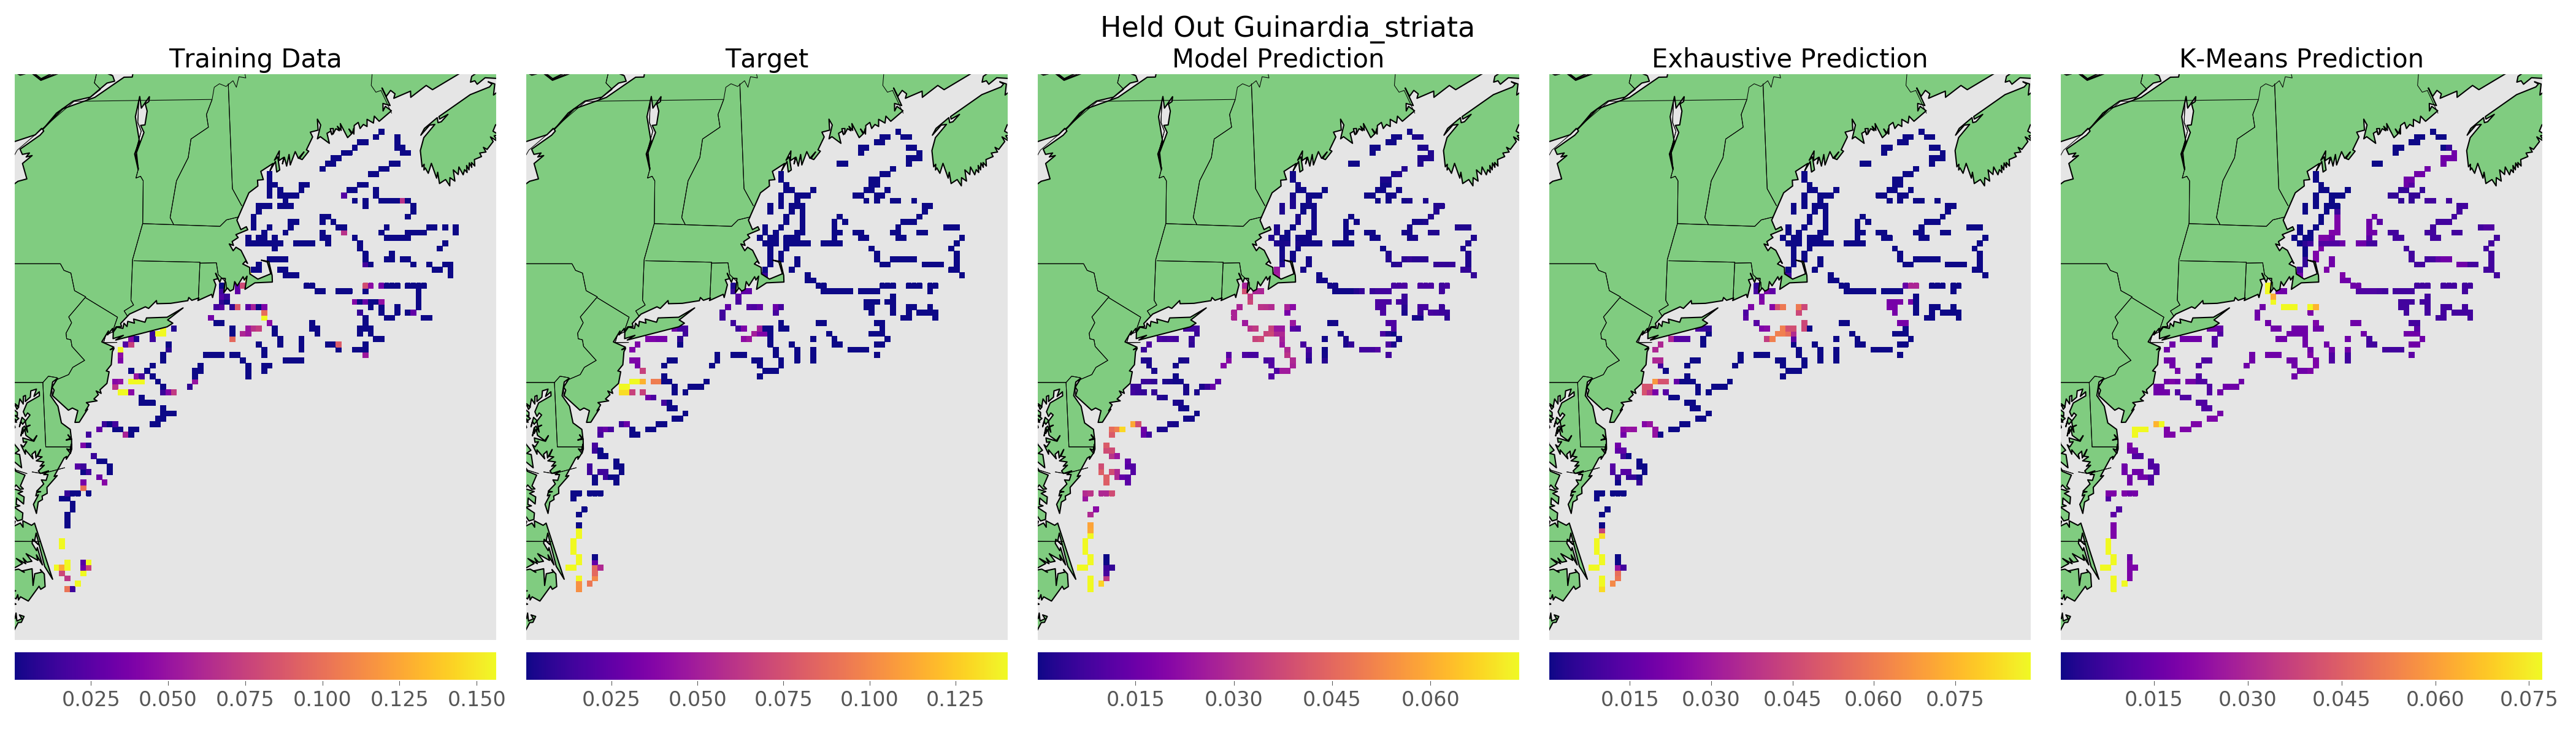 Held Out Guinardia_striata
Training Data
Target
Model Prediction
Exhaustive Prediction
K-Means Prediction
0.025 0.050 0.075 0.100 0.125 0.150
0.025 0.050 0.075 0.100 0.125
0.015 0.030 0.045 0.060
0.015 0.030 0.045 0.060 0.075
0.015 0.030 0.045 0.060 0.075